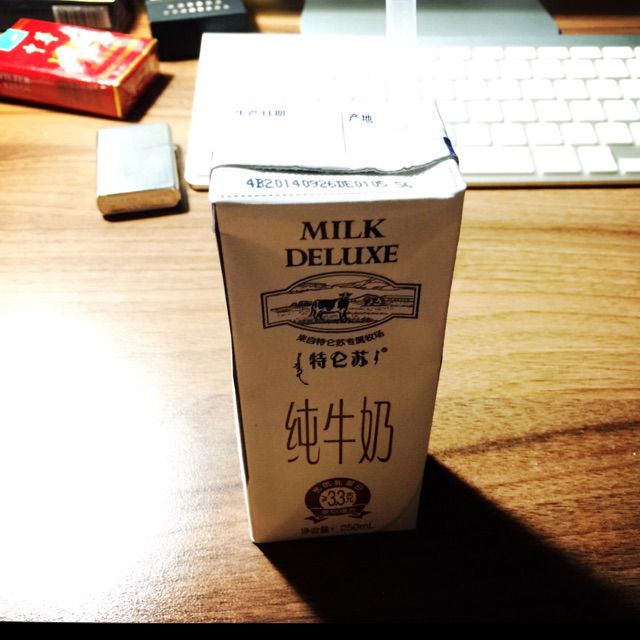 生产日期 产地
4B20140926DE0105
MILK
DELUXE
来自特仑苏专属牧场
特仑苏
纯牛奶
3.3克
净含量: 250mL